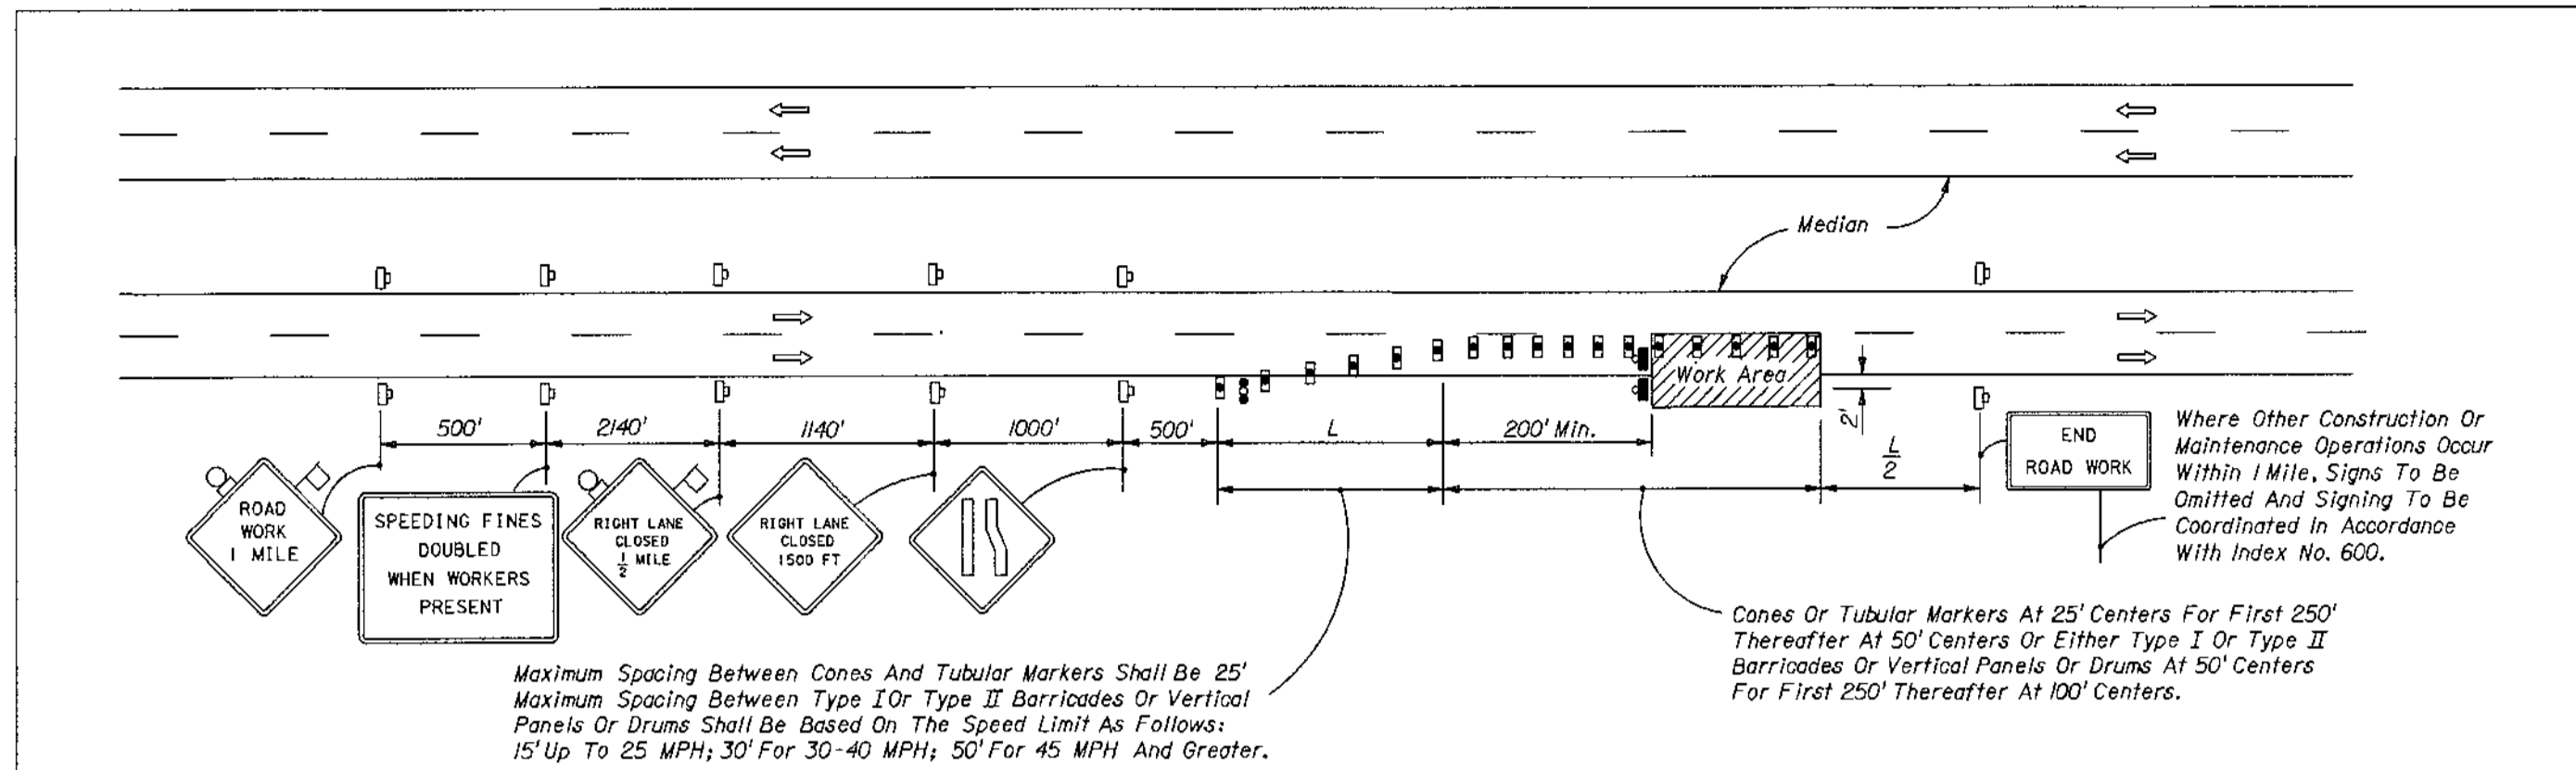 Median
500'
2140'
1140'
1000'
500'
L
200' Min.
2'
L
2
ROAD
WORK
1 MILE
SPEEDING FINES
DOUBLED
WHEN WORKERS
PRESENT
RIGHT LANE
CLOSED
1/2 MILE
RIGHT LANE
CLOSED
1500 FT
Work Area
END
ROAD WORK
Where Other Construction Or
Maintenance Operations Occur
Within 1 Mile, Signs To Be
Omitted And Signing To Be
Coordinated In Accordance
With Index No. 600.
Maximum Spacing Between Cones And Tubular Markers Shall Be 25'
Maximum Spacing Between Type I Or Type II Barricades Or Vertical
Panels Or Drums Shall Be Based On The Speed Limit As Follows:
15' Up To 25 MPH; 30' For 30-40 MPH; 50' For 45 MPH And Greater.
Cones Or Tubular Markers At 25' Centers For First 250'
Thereafter At 50' Centers Or Either Type I Or Type II
Barricades Or Vertical Panels Or Drums At 50' Centers
For First 250' Thereafter At 100' Centers.